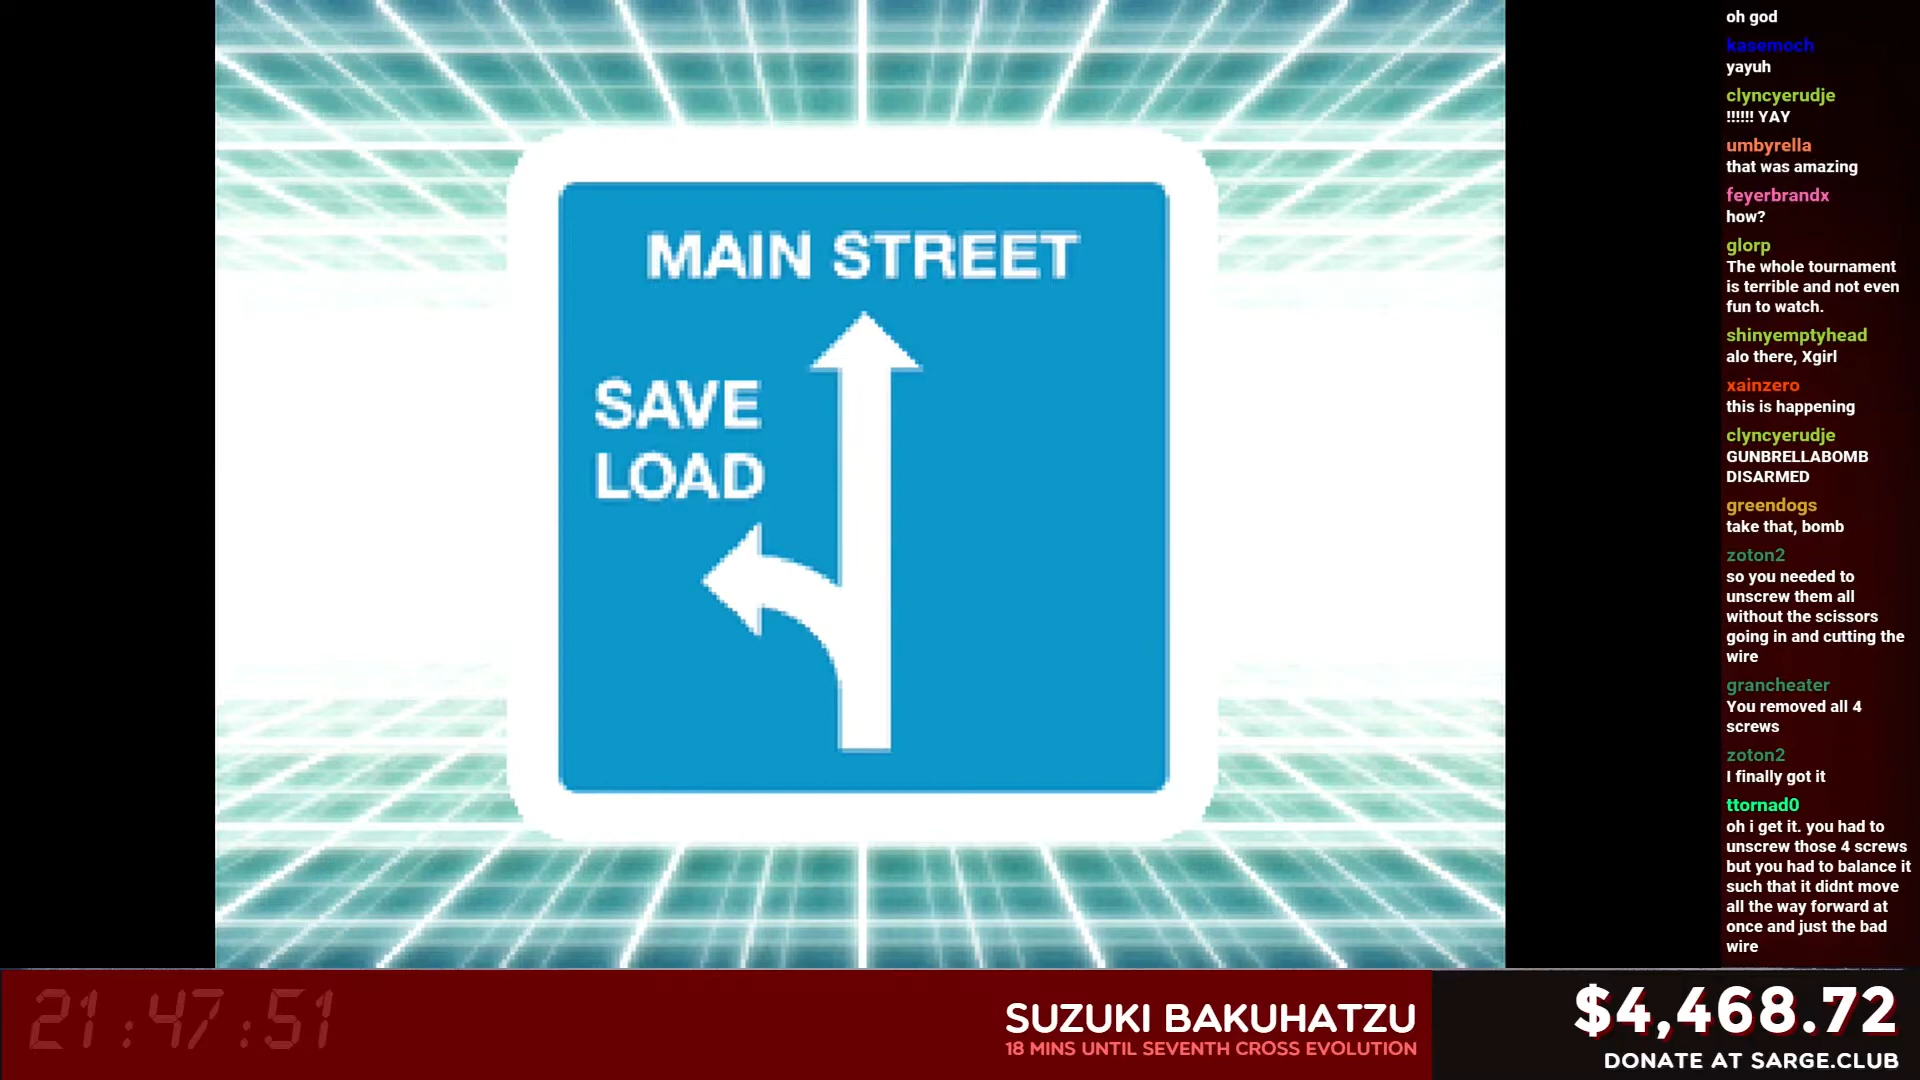 MAIN STREET
SAVE
LOAD
oh god
kasemoch
yayuh
clyncyerudje
!!!!!! YAY
umbyrella
that was amazing
feyerbrandx
how?
glorp
The whole tournament
is terrible and not even
fun to watch.
shinyemptyhead
alo there, Xgirl
xainzero
this is happening
clyncyerudje
GUNBRELLABOMB
DISARMED
greendogs
take that, bomb
zoton2
so you needed to
unscrew them all
without the scissors
going in and cutting the
wire
grancheater
You removed all 4
screws
zoton2
I finally got it
ttornad0
oh i get it. you had to
unscrew those 4 screws
but you had to balance it
such that it didnt move
all the way forward at
once and just the bad
wire
21:47:51
SUZUKI BAKUHATZU
18 MINS UNTIL SEVENTH CROSS EVOLUTION
$4,468.72
DONATE AT SARGE.CLUB